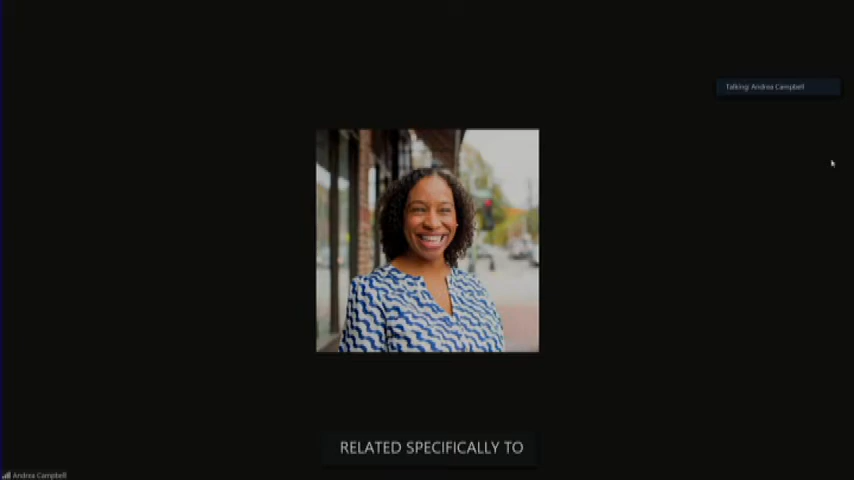 Talking: Andrea Campbell
RELATED SPECIFICALLY TO
Andrea Campbell